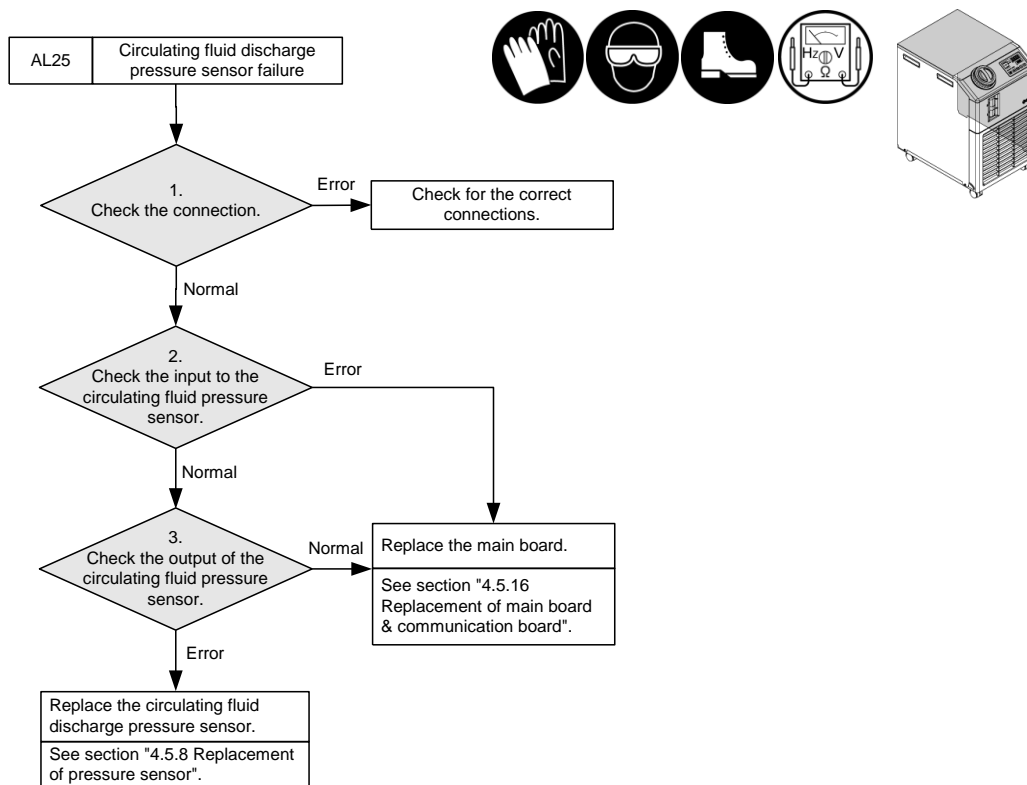 AL25
Circulating fluid discharge
pressure sensor failure
Hz V
Ω
1.
Check the connection.
Error
Check for the correct
connections.
Normal
2.
Check the input to the
circulating fluid pressure
sensor.
Error
Normal
3.
Check the output of the
circulating fluid pressure
sensor.
Normal
Replace the main board.
See section "4.5.16
Replacement of main board
& communication board".
Error
Replace the circulating fluid
discharge pressure sensor.
See section "4.5.8 Replacement
of pressure sensor".